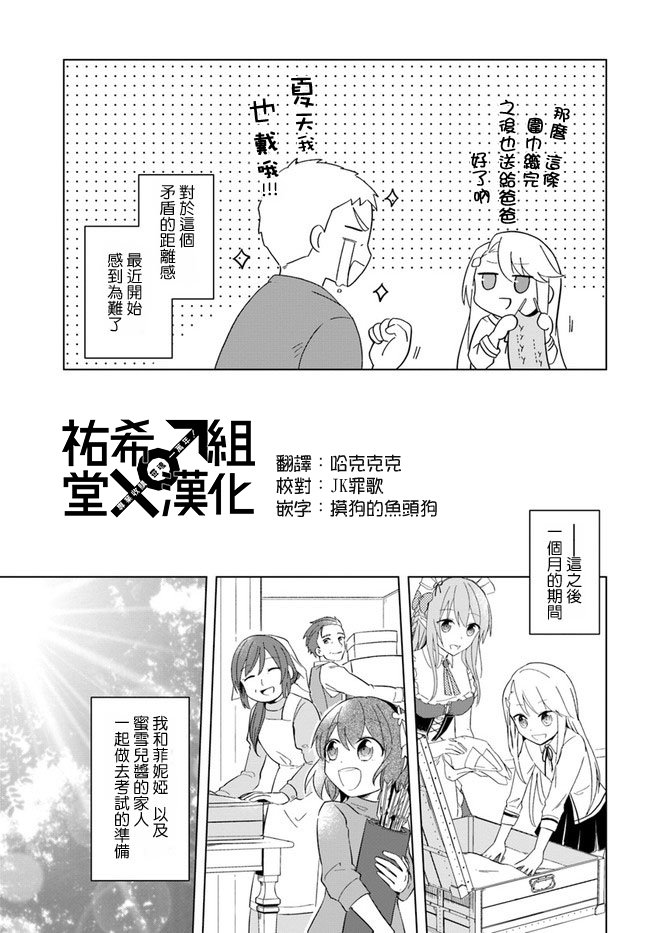 那麼 這條
圍巾織完
之後也送給爸爸
好了吶
夏天我
也戴哦!!!
對於這個
矛盾的距離感
最近開始
感到為難了
祐希堂
漢化組
翻譯：哈克克克
校對：JK罪歌
嵌字：摸狗的魚頭狗
——這之後
一個月的期間
我和菲妮婭 以及
蜜雪兒醬的家人
一起做去考試的準備